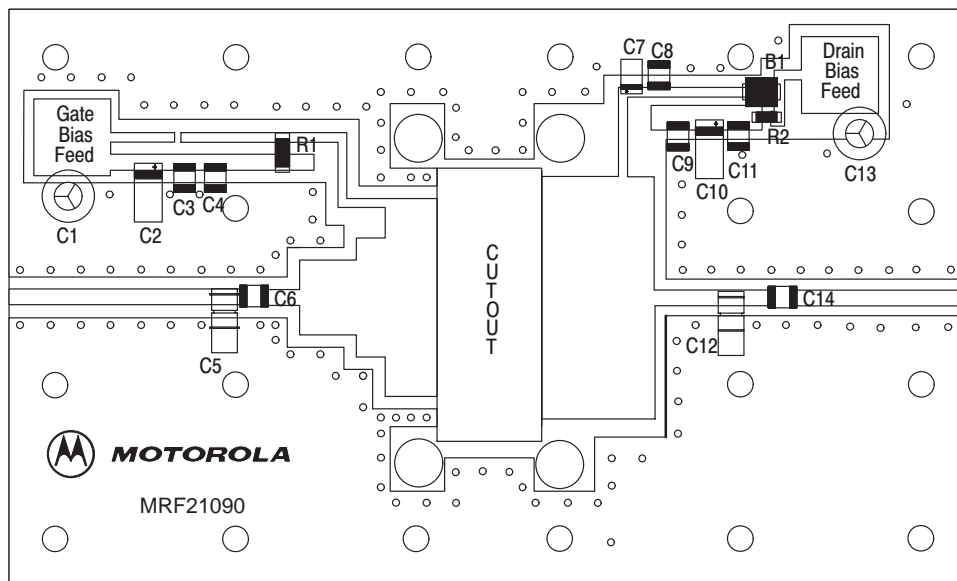 C7
C8
B1
Drain
Bias
Feed
Gate
Bias
Feed
R1
R2
C9
C10
C11
C13
C1
C2
C3
C4
CUTOUT
C6
C5
C14
C12
MOTOROLA
MRF21090